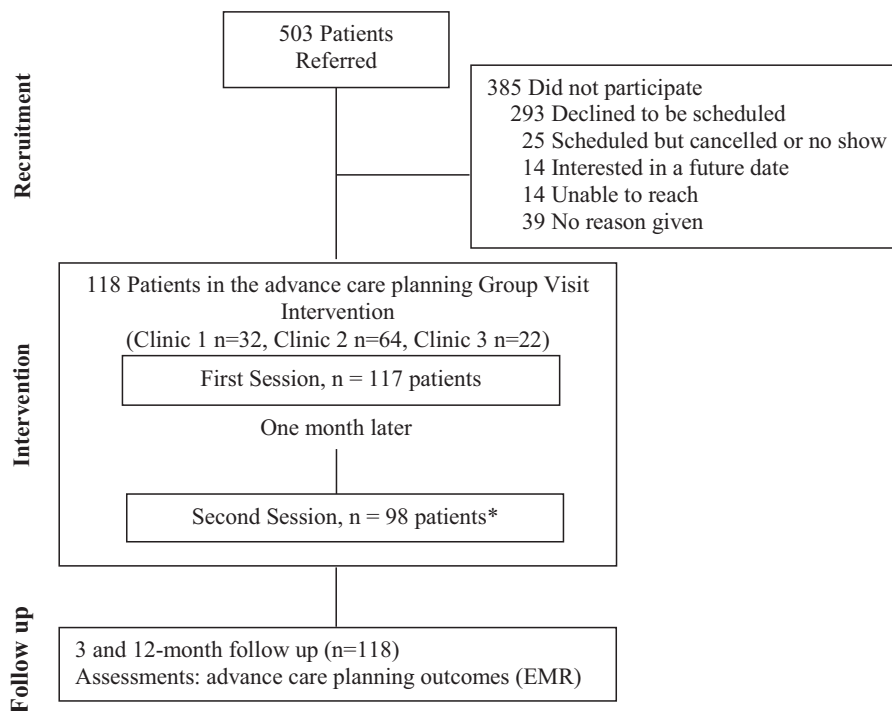 503 Patients
Referred
Recruitment
385 Did not participate
293 Declined to be scheduled
25 Scheduled but cancelled or no show
14 Interested in a future date
14 Unable to reach
39 No reason given
Intervention
118 Patients in the advance care planning Group Visit
Intervention
(Clinic 1 n=32, Clinic 2 n=64, Clinic 3 n=22)
First Session, n = 117 patients
One month later
Second Session, n = 98 patients*
Follow up
3 and 12-month follow up (n=118)
Assessments: advance care planning outcomes (EMR)